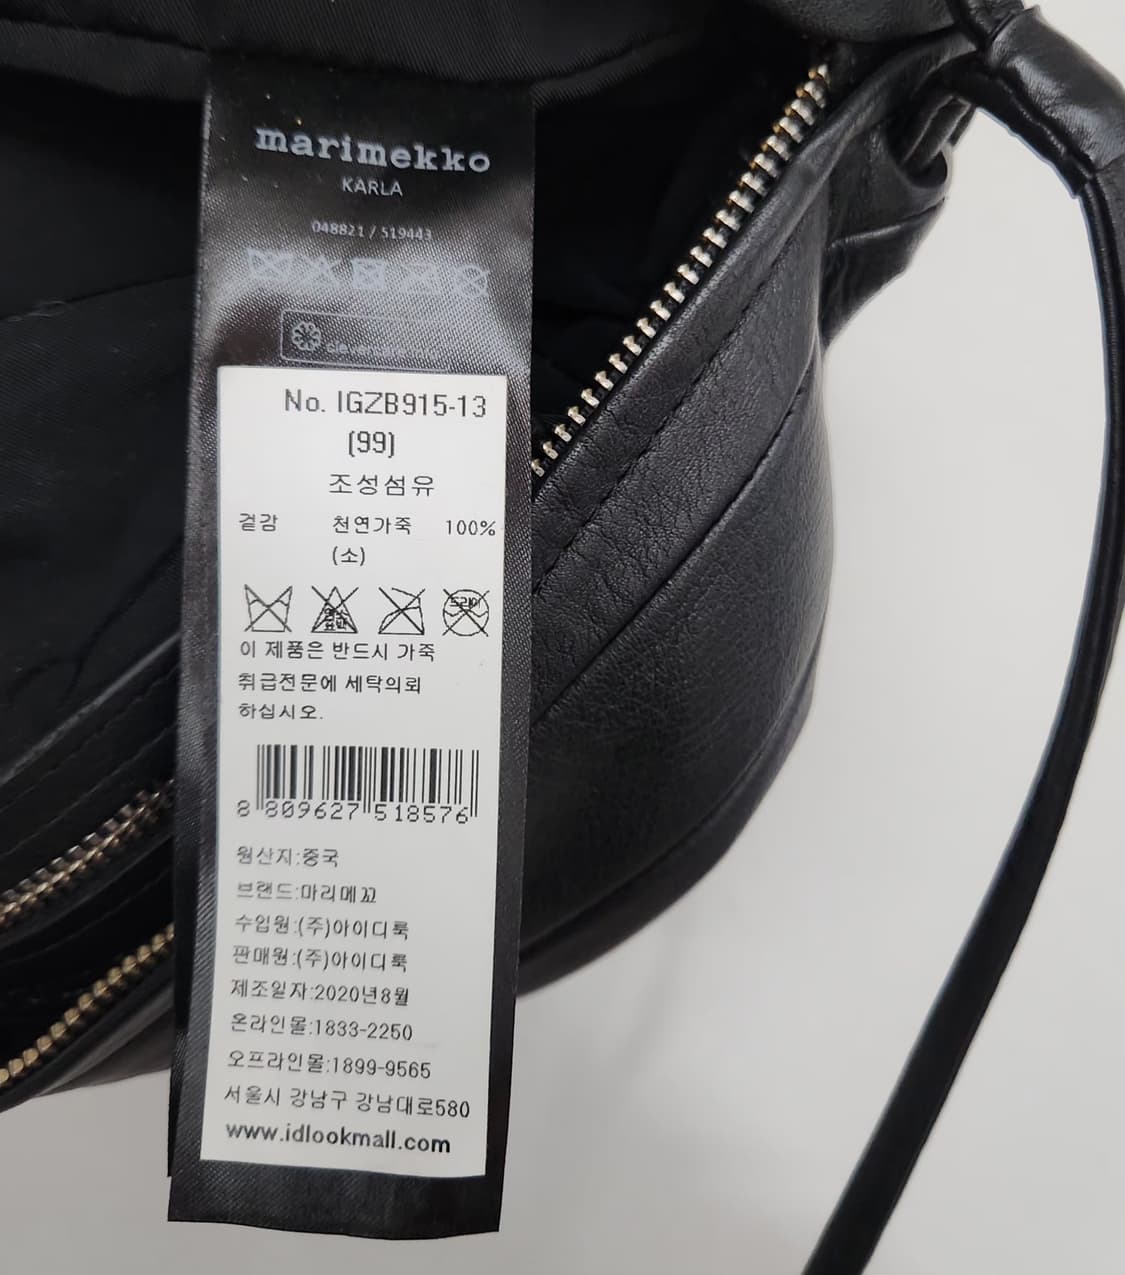 marimekko
KARLA
048821 / 519443
No. IGZB915-13
(99)
조성섬유
겉감 천연가죽 100%
(소)
드라이
이 제품은 반드시 가죽
취급전문에 세탁의뢰
하십시오.
8 809627 518576
원산지:중국
브랜드:마리메꼬
수입원:(주)아이디룩
판매원:(주)아이디룩
제조일자:2020년8월
온라인몰:1833-2250
오프라인몰:1899-9565
서울시 강남구 강남대로580
www.idlookmall.com